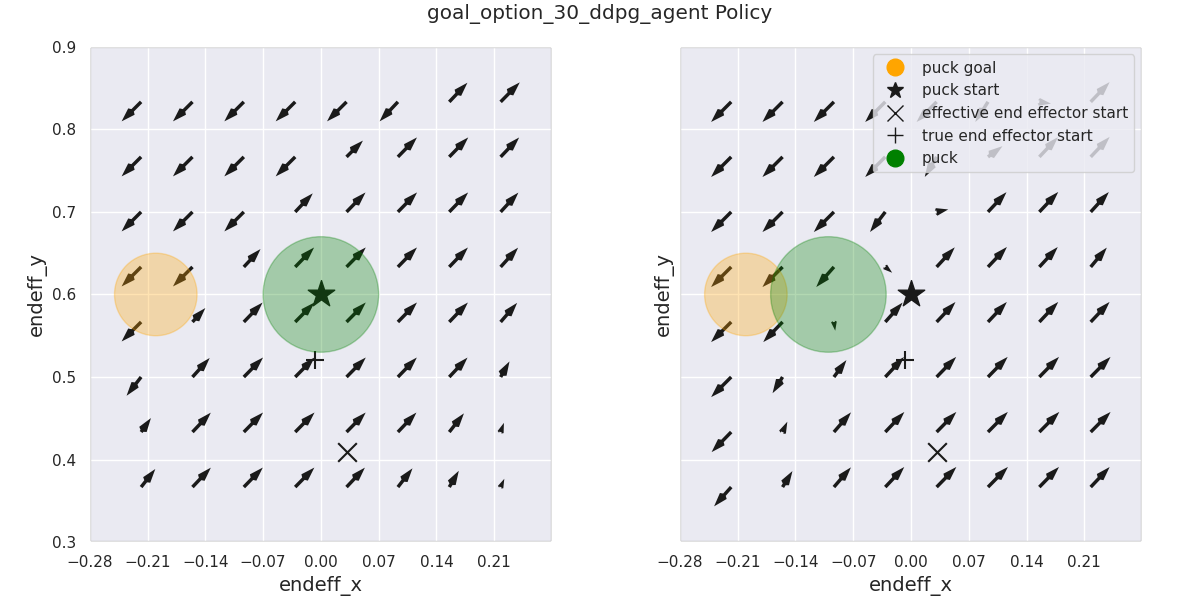 goal_option_30_ddpg_agent Policy
endeff_y
0.9
0.8
0.7
0.6
0.5
0.4
0.3
−0.28 −0.21 −0.14 −0.07 0.00 0.07 0.14 0.21
endeff_x
puck goal
puck start
effective end effector start
true end effector start
puck
endeff_y
−0.28 −0.21 −0.14 −0.07 0.00 0.07 0.14 0.21
endeff_x